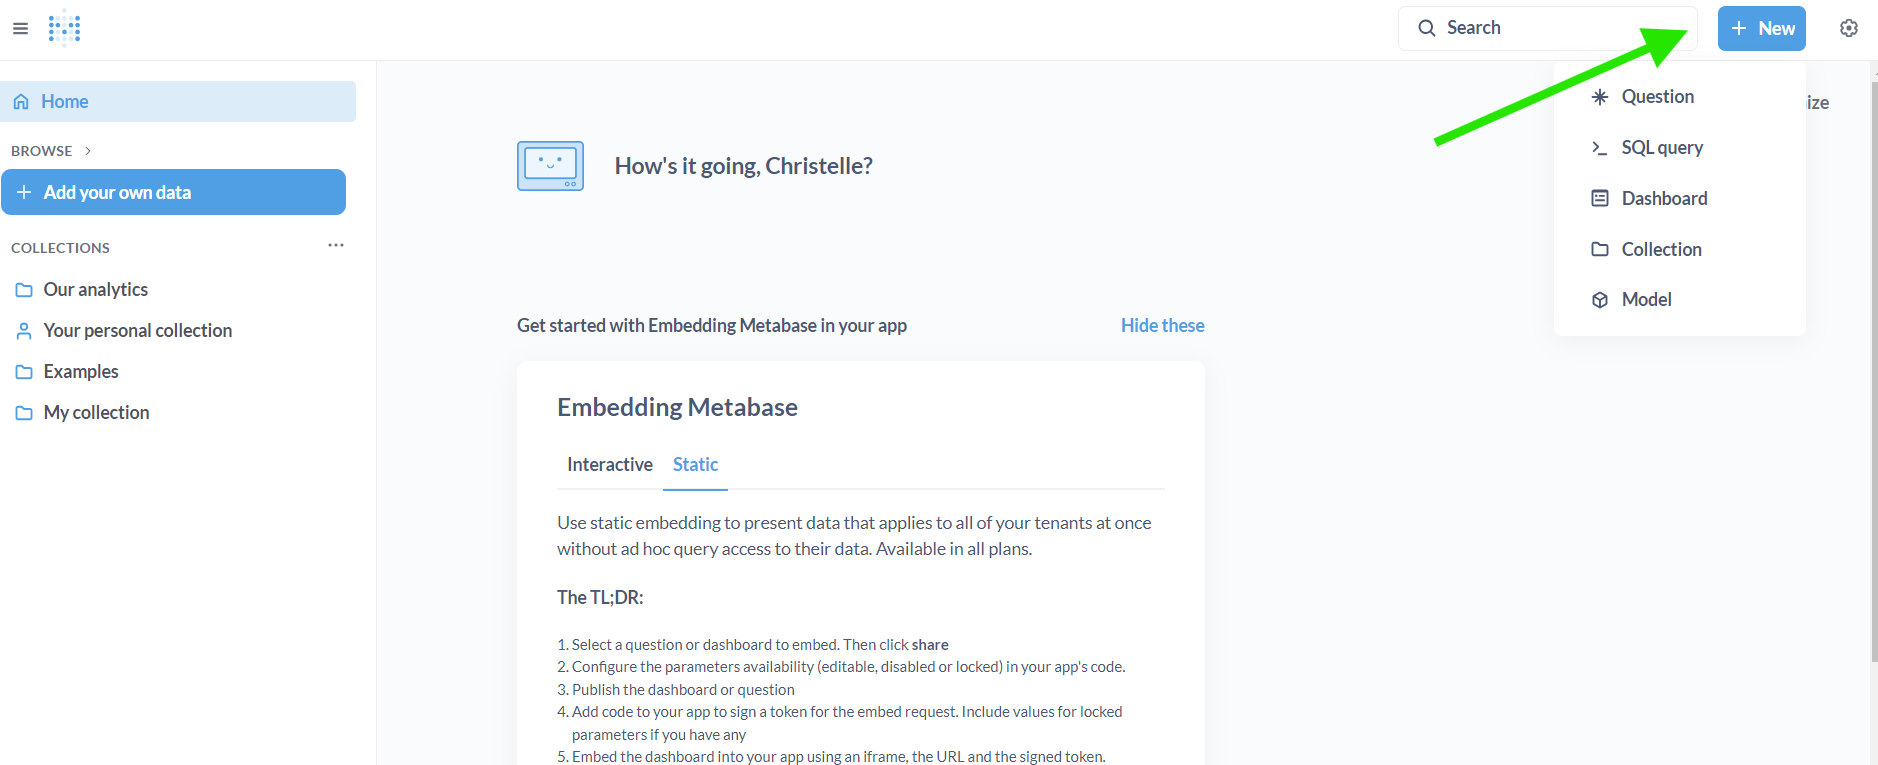 Search
New
Home
BROWSE
Add your own data
COLLECTIONS
Our analytics
Your personal collection
Examples
My collection
How's it going, Christelle?
Get started with Embedding Metabase in your app
Hide these
Embedding Metabase
Interactive
Static
Use static embedding to present data that applies to all of your tenants at once
without ad hoc query access to their data. Available in all plans.
The TL;DR:
1. Select a question or dashboard to embed. Then click share
2. Configure the parameters availability (editable, disabled or locked) in your app's code.
3. Publish the dashboard or question
4. Add code to your app to sign a token for the embed request. Include values for locked
parameters if you have any
5. Embed the dashboard into your app using an iframe, the URL and the signed token.
Question
SQL query
Dashboard
Collection
Model